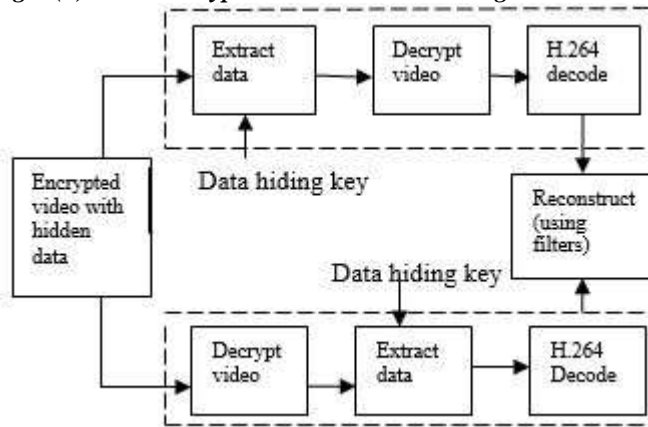 Extract
data
Decrypt
video
H.264
decode
Data hiding key
Encrypted
video with
hidden
data
Reconstruct
(using
filters)
Data hiding key
Decrypt
video
Extract
data
H.264
Decode